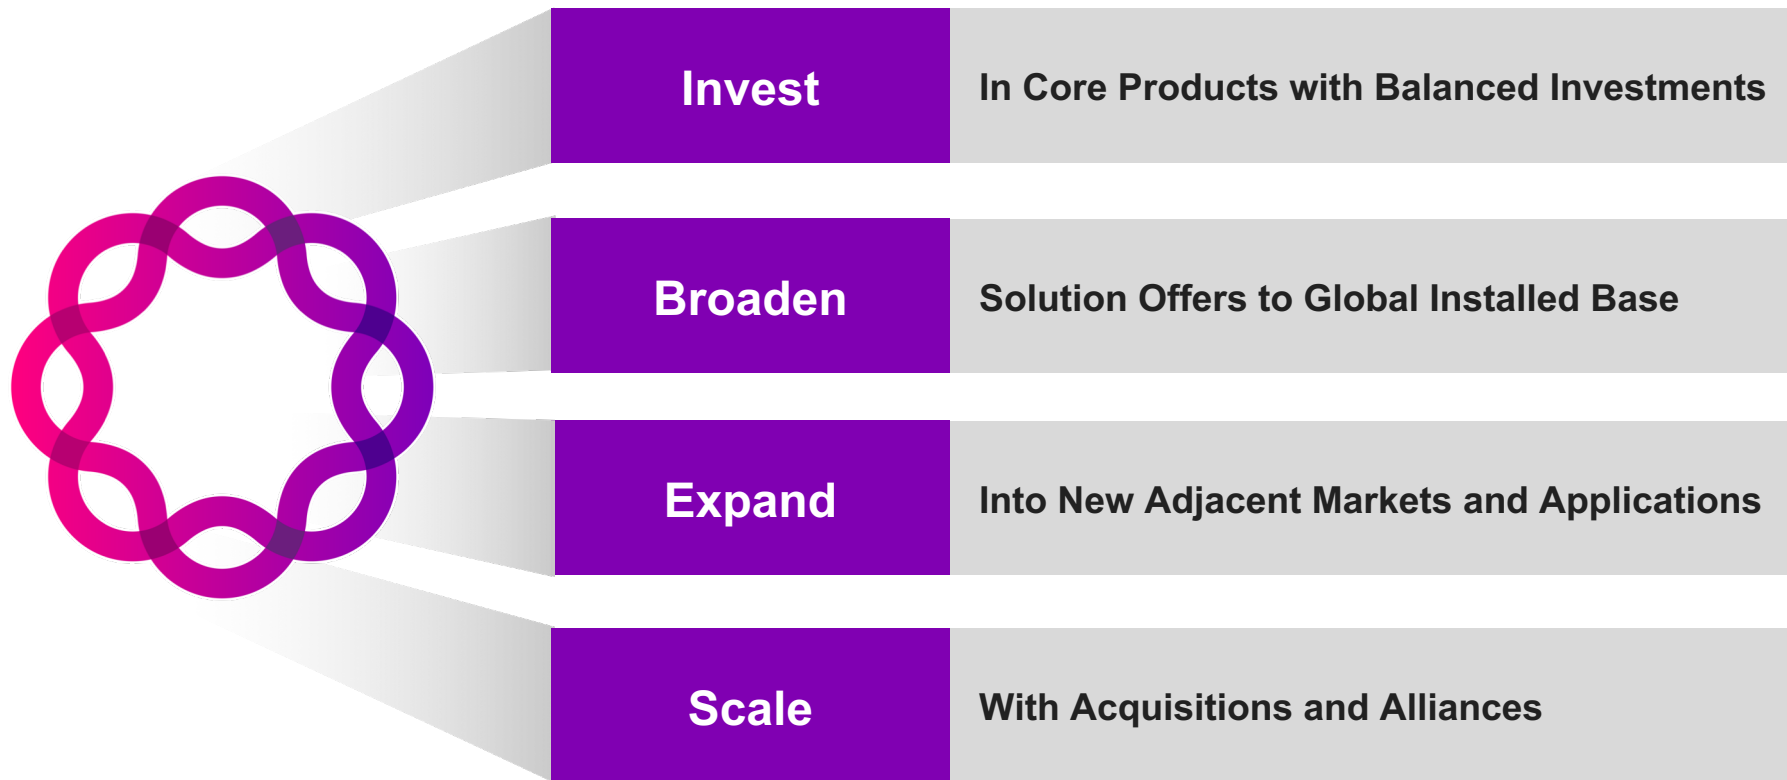 Invest
In Core Products with Balanced Investments
Broaden
Solution Offers to Global Installed Base
Expand
Into New Adjacent Markets and Applications
Scale
With Acquisitions and Alliances